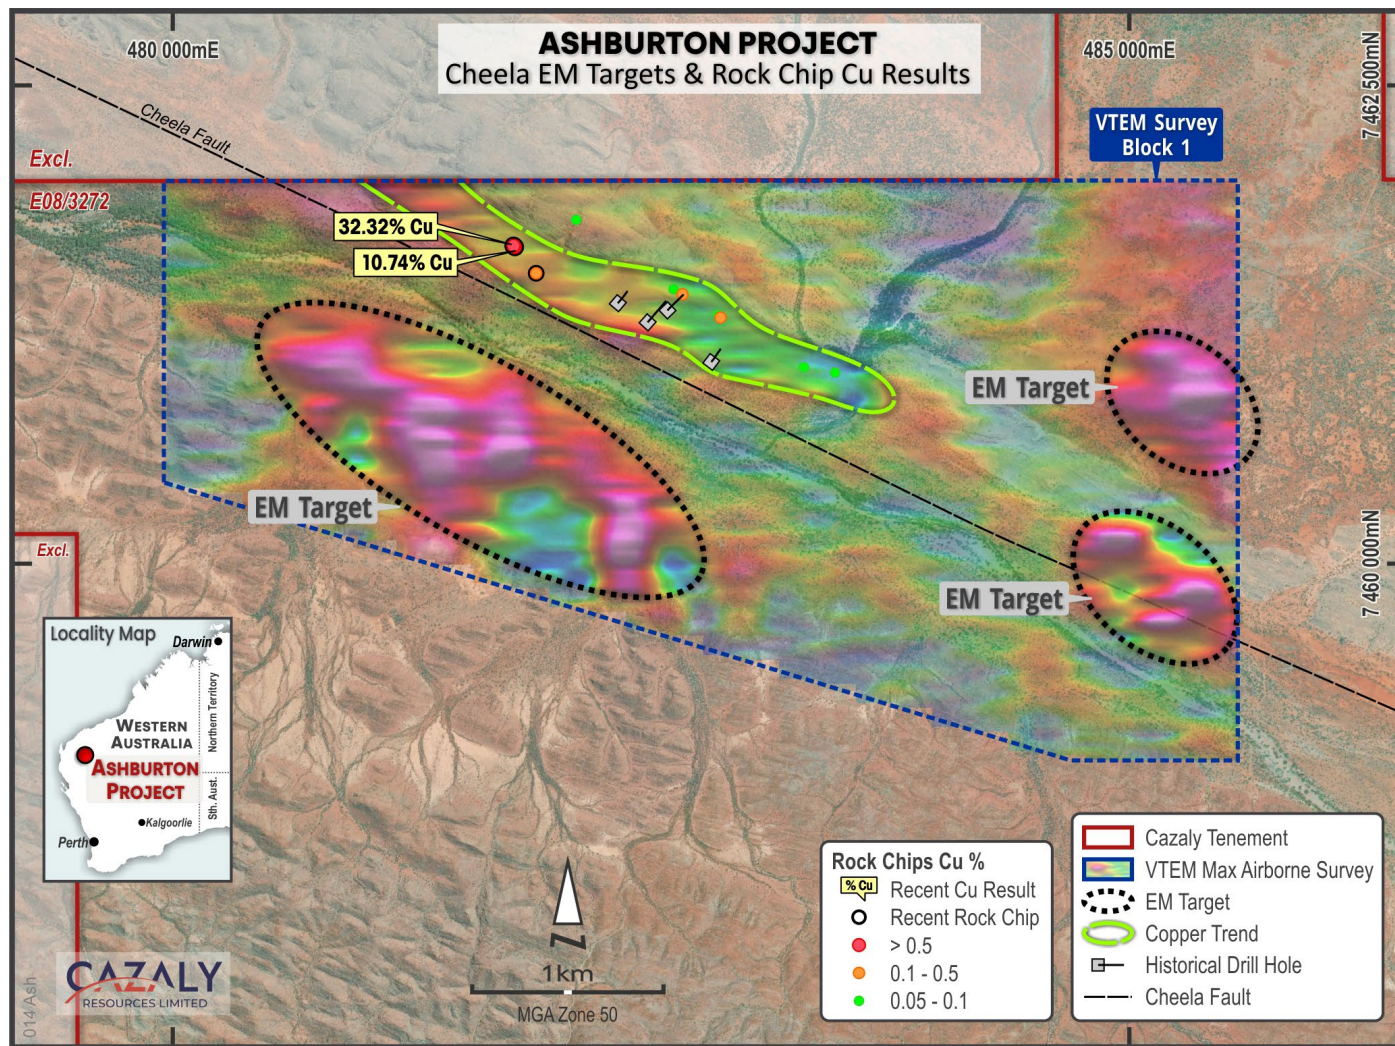 ASHBURTON PROJECT
Cheela EM Targets & Rock Chip Cu Results
480 000mE
485 000mE
7 462 500mN
Cheela Fault
VTEM Survey
Block 1
Excl.
E08/3272
32.32% Cu
10.74% Cu
EM Target
EM Target
EM Target
7 460 000mN
Excl.
Locality Map
Darwin
Northern Territory
WESTERN
AUSTRALIA
ASHBURTON
PROJECT
Sth. Aust.
Kalgoorlie
Perth
Rock Chips Cu %
% Cu
Recent Cu Result
Recent Rock Chip
> 0.5
0.1 - 0.5
0.05 - 0.1
Cazaly Tenement
VTEM Max Airborne Survey
EM Target
Copper Trend
Historical Drill Hole
Cheela Fault
N
1km
MGA Zone 50
CAZALY
RESOURCES LIMITED
014 Ash